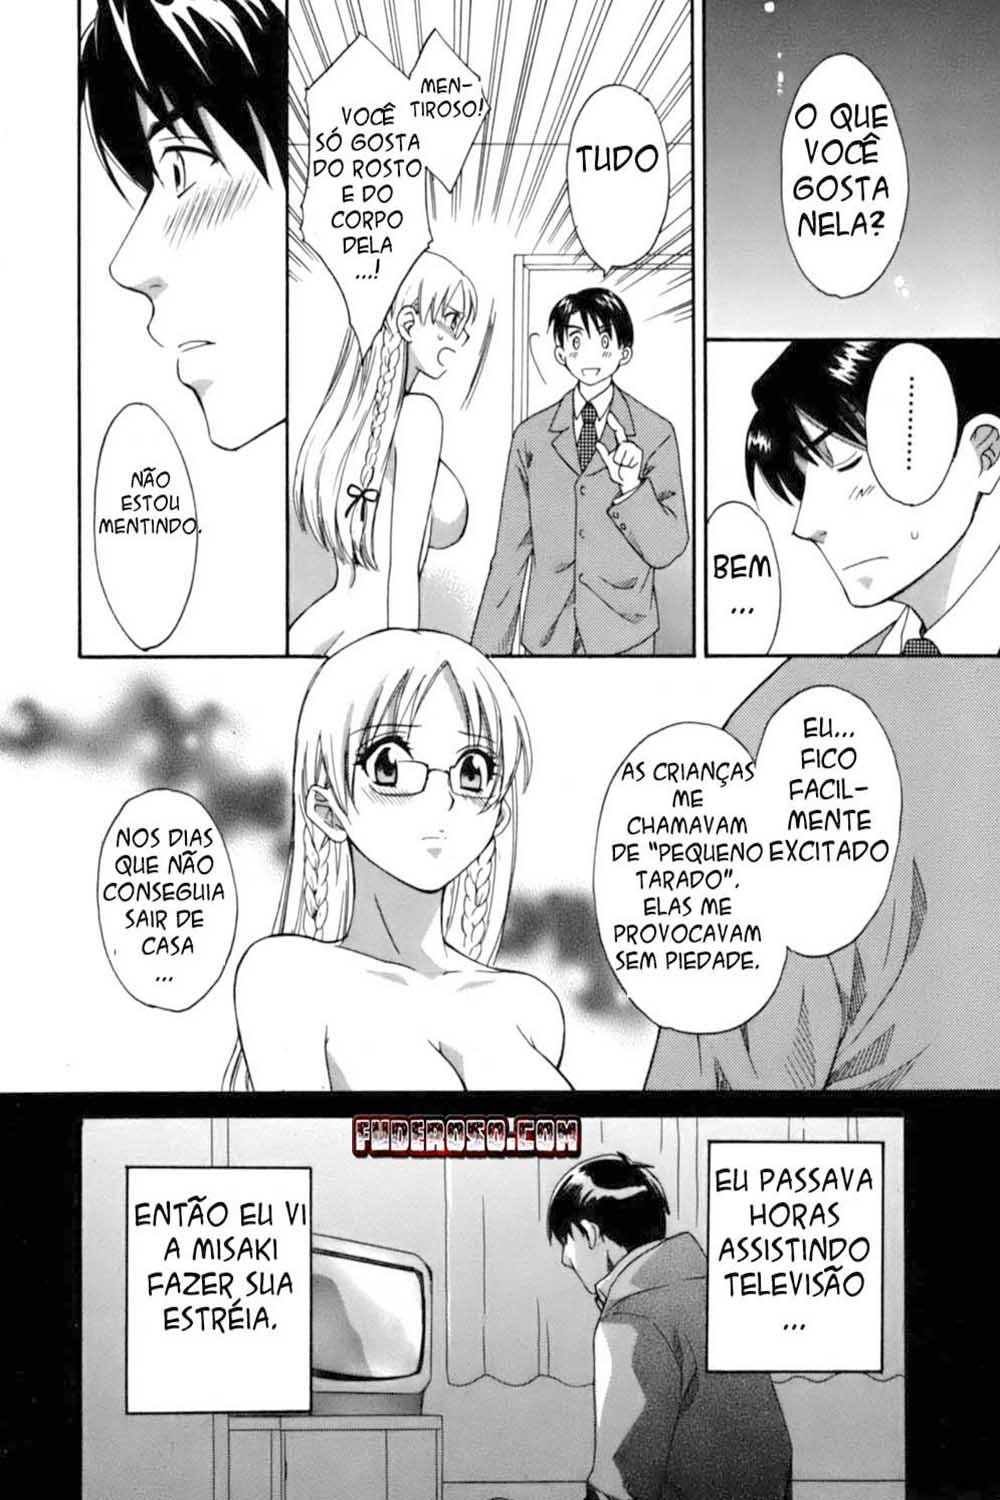 O QUE
VOCÊ
GOSTA
NELA?
.........
BEM
...
TUDO
MEN-
TIROSO!
VOCÊ
SÓ GOSTA
DO ROSTO
E DO
CORPO
DELA
...!
NÃO
ESTOU
MENTINDO.
EU...
FICO
FACIL-
MENTE
EXCITADO
AS CRIANÇAS
ME
CHAMAVAM
DE "PEQUENO
TARADO".
ELAS ME
PROVOCAVAM
SEM PIEDADE.
NOS DIAS
QUE NÃO
CONSEGUIA
SAIR DE
CASA
...
FUDEROSO.COM
EU PASSAVA
HORAS
ASSISTINDO
TELEVISÃO
...
ENTÃO EU VI
A MISAKI
FAZER SUA
ESTRÉIA.